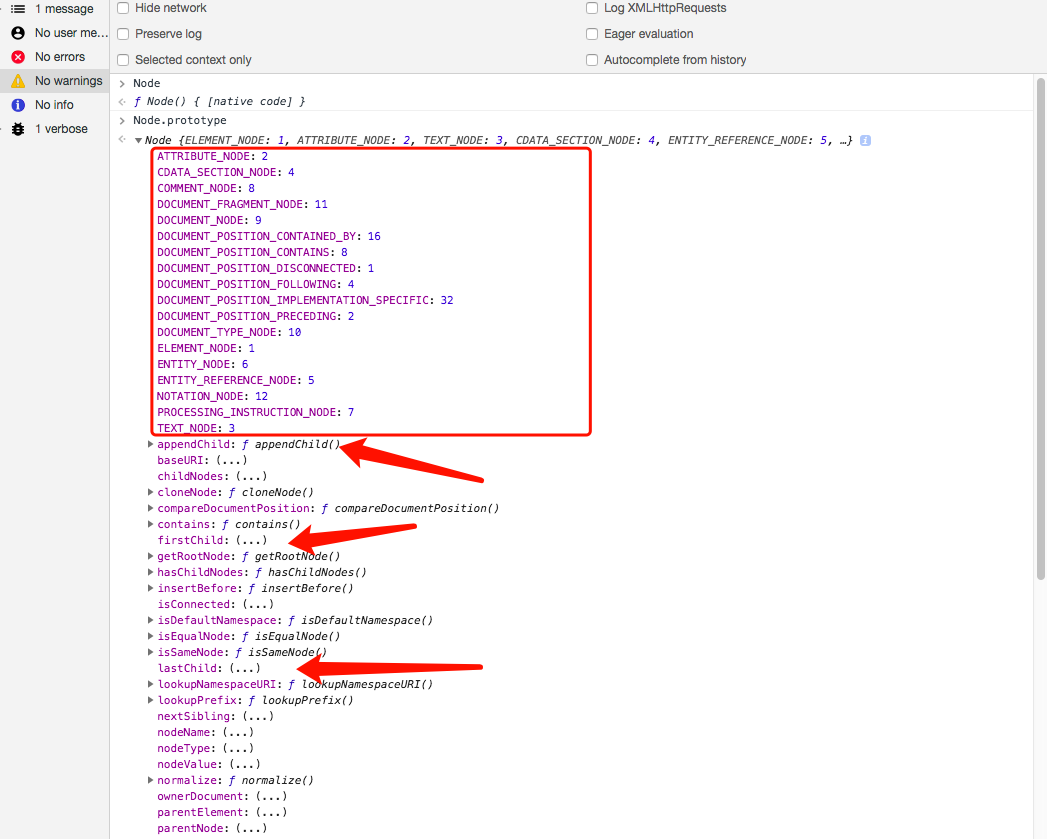 1 message
No user me...
No errors
No warnings
No info
1 verbose
Hide network
Log XMLHttpRequests
Preserve log
Eager evaluation
Selected context only
Autocomplete from history
> Node
<· ƒ Node() { [native code] }
> Node.prototype
<· ▼Node {ELEMENT_NODE: 1, ATTRIBUTE_NODE: 2, TEXT_NODE: 3, CDATA_SECTION_NODE: 4, ENTITY_REFERENCE_NODE: 5, …} i
ATTRIBUTE_NODE: 2
CDATA_SECTION_NODE: 4
COMMENT_NODE: 8
DOCUMENT_FRAGMENT_NODE: 11
DOCUMENT_NODE: 9
DOCUMENT_POSITION_CONTAINED_BY: 16
DOCUMENT_POSITION_CONTAINS: 8
DOCUMENT_POSITION_DISCONNECTED: 1
DOCUMENT_POSITION_FOLLOWING: 4
DOCUMENT_POSITION_IMPLEMENTATION_SPECIFIC: 32
DOCUMENT_POSITION_PRECEDING: 2
DOCUMENT_TYPE_NODE: 10
ELEMENT_NODE: 1
ENTITY_NODE: 6
ENTITY_REFERENCE_NODE: 5
NOTATION_NODE: 12
PROCESSING_INSTRUCTION_NODE: 7
TEXT_NODE: 3
▶appendChild: ƒ appendChild()
baseURI: (...)
childNodes: (...)
▶cloneNode: ƒ cloneNode()
▶compareDocumentPosition: ƒ compareDocumentPosition()
▶contains: ƒ contains()
firstChild: (...)
▶getRootNode: ƒ getRootNode()
▶hasChildNodes: ƒ hasChildNodes()
▶insertBefore: ƒ insertBefore()
isConnected: (...)
▶isDefaultNamespace: ƒ isDefaultNamespace()
▶isEqualNode: ƒ isEqualNode()
▶isSameNode: ƒ isSameNode()
lastChild: (...)
▶lookupNamespaceURI: ƒ lookupNamespaceURI()
▶lookupPrefix: ƒ lookupPrefix()
nextSibling: (...)
nodeName: (...)
nodeType: (...)
nodeValue: (...)
▶normalize: ƒ normalize()
ownerDocument: (...)
parentElement: (...)
parentNode: (...)